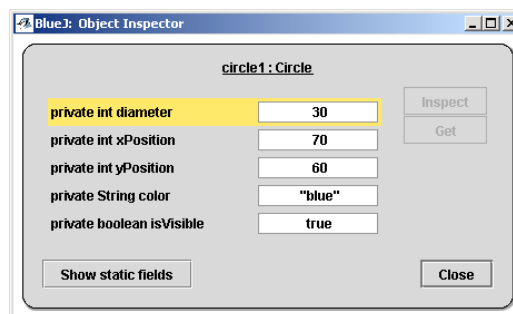 BlueJ: Object Inspector
circle1 : Circle
private int diameter 30
Inspect
private int xPosition 70
Get
private int yPosition 60
private String color "blue"
private boolean isVisible true
Show static fields Close